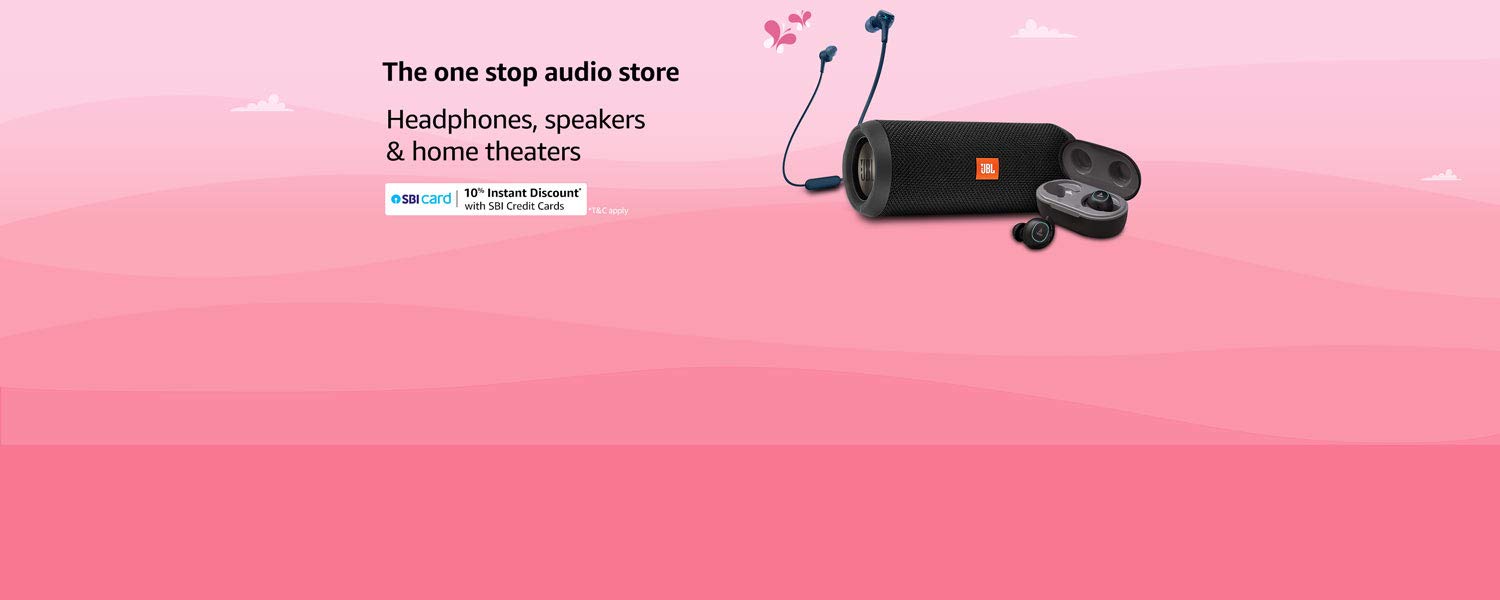 The one stop audio store
Headphones, speakers
& home theaters
SBI card
10% Instant Discount*
with SBI Credit Cards
*T&C apply
JBL